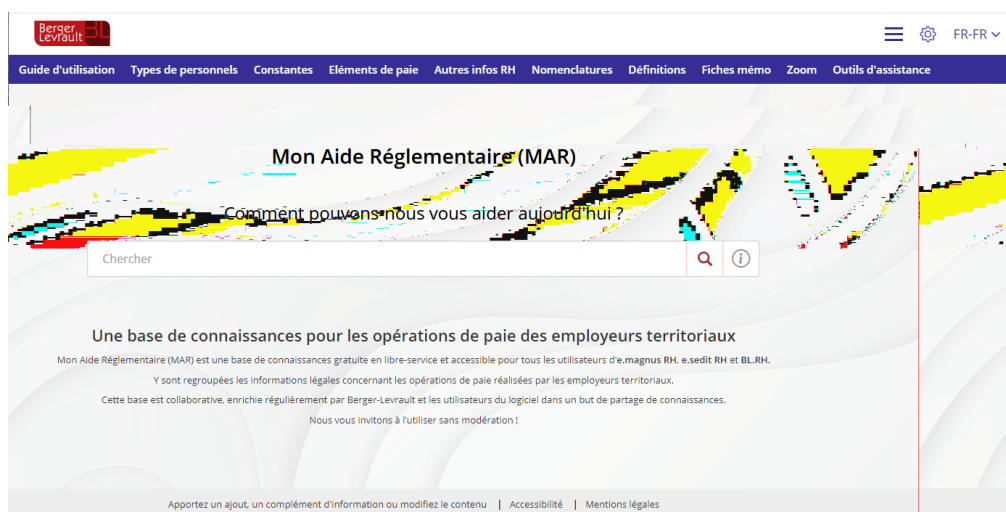 Berger Levrault BL
FR-FR
Guide d'utilisation Types de personnels Constantes Eléments de paie Autres infos RH Nomenclatures Définitions Fiches mémo Zoom Outils d'assistance
Mon Aide Réglementaire (MAR)
Comment pouvons-nous vous aider aujourd'hui ?
Chercher
Une base de connaissances pour les opérations de paie des employeurs territoriaux
Mon Aide Réglementaire (MAR) est une base de connaissances gratuite en libre-service et accessible pour tous les utilisateurs d'e.magnus RH, e.sedit RH et BL.RH.
Y sont regroupées les informations légales concernant les opérations de paie réalisées par les employeurs territoriaux.
Cette base est collaborative, enrichie régulièrement par Berger-Levrault et les utilisateurs du logiciel dans un but de partage de connaissances.
Nous vous invitons à l'utiliser sans modération !
Apportez un ajout, un complément d'information ou modifiez le contenu | Accessibilité | Mentions légales